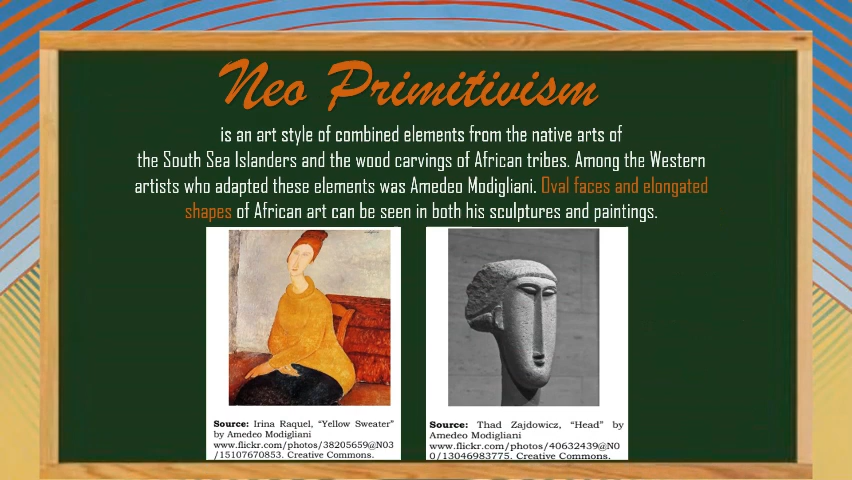 Neo Primitivism
is an art style of combined elements from the native arts of
the South Sea Islanders and the wood carvings of African tribes. Among the Western
artists who adapted these elements was Amedeo Modigliani. Oval faces and elongated
shapes of African art can be seen in both his sculptures and paintings.
Source: Irina Raquel, “Yellow Sweater”
by Amedeo Modigliani
www.flickr.com/photos/38205659@N03
/15107670853. Creative Commons.
Source: Thad Zajdowicz, “Head” by
Amedeo Modigliani
www.flickr.com/photos/40632439@N0
0/13046983775. Creative Commons.